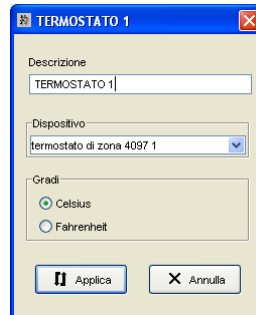 TERMOSTATO 1
Descrizione
TERMOSTATO 1
Dispositivo
termostato di zona 4097 1
Gradi
Celsius
Fahrenheit
Applica
Annulla